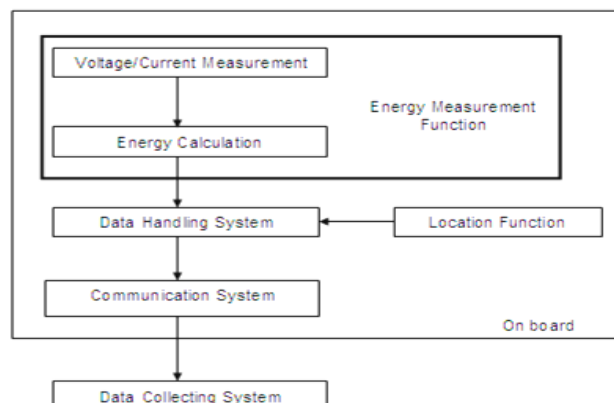 Voltage/Current Measurement
Energy Measurement
Function
Energy Calculation
Data Handling System
Location Function
Communication System
On board
Data Collecting System